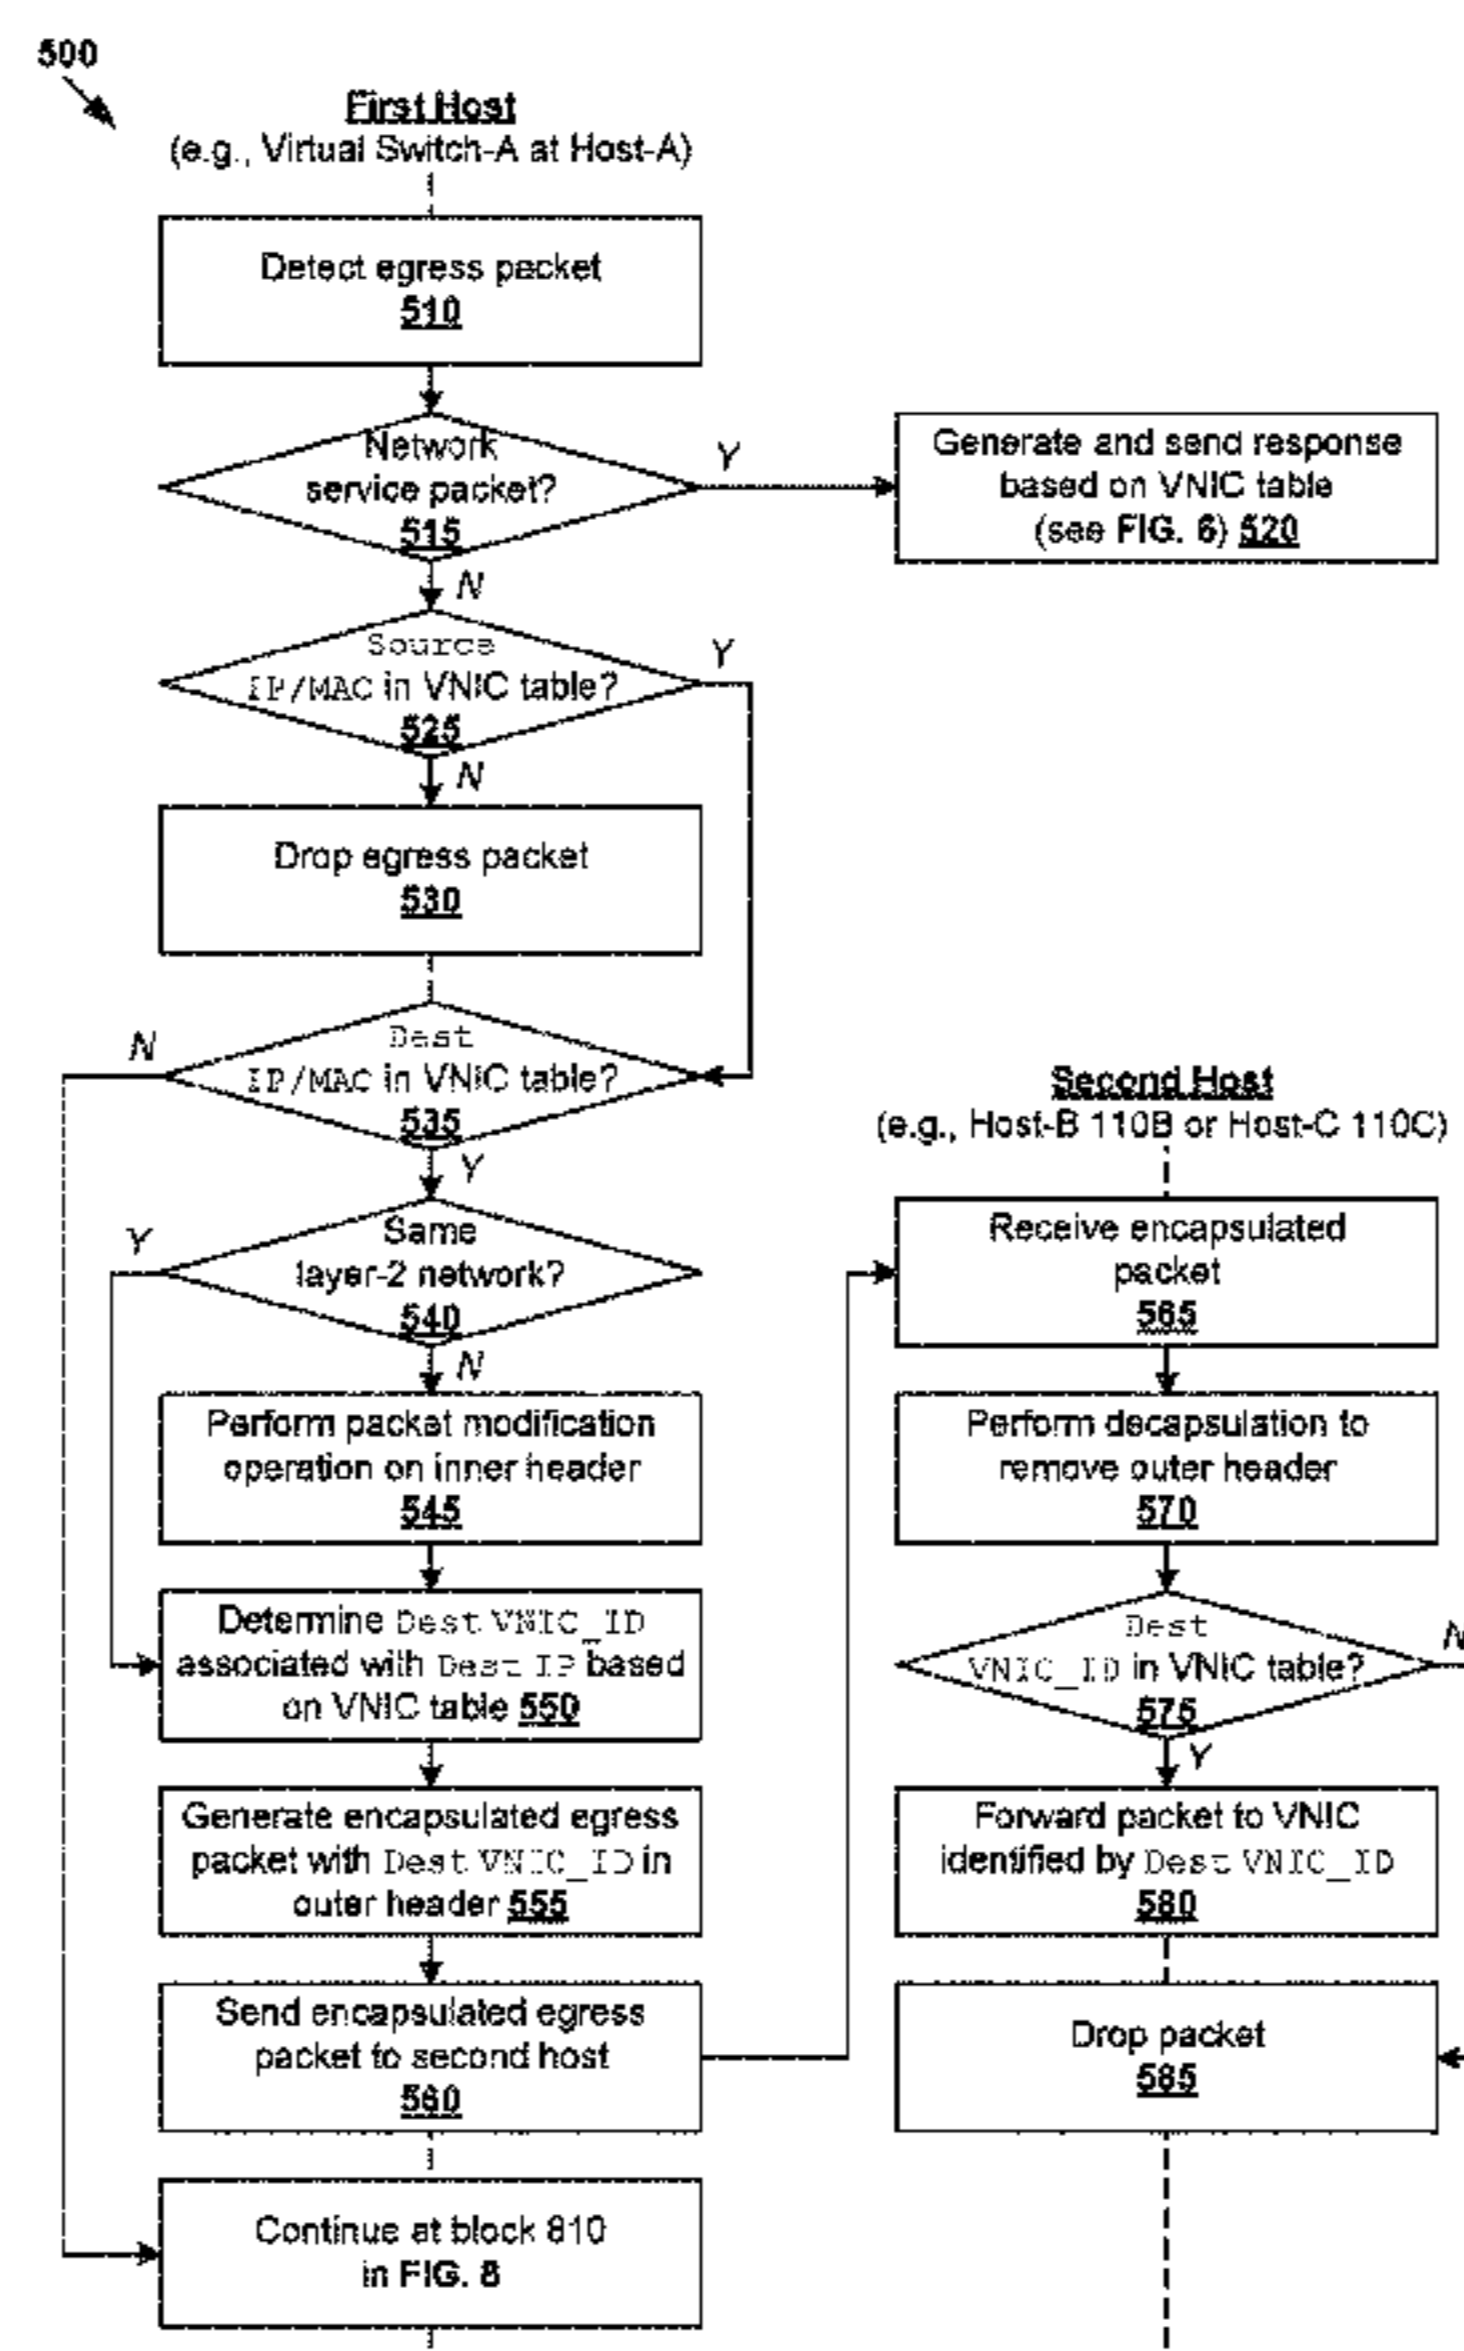 500
First Host
(e.g., Virtual Switch-A at Host-A)
Detect egress packet
510
Network
service packet?
515
Y
N
Generate and send response
based on VNIC table
(see FIG. 6) 520
Source
IP/MAC in VNIC table?
525
Y
N
Drop egress packet
530
Dest
IP/MAC in VNIC table?
535
N
Y
Same
layer-2 network?
540
Y
N
Perform packet modification
operation on inner header
545
Determine Dest VNIC_ID
associated with Dest IP based
on VNIC table 550
Generate encapsulated egress
packet with Dest VNIC_ID in
outer header 555
Send encapsulated egress
packet to second host
560
Continue at block 810
in FIG. 8
Second Host
(e.g., Host-B 110B or Host-C 110C)
Receive encapsulated
packet
565
Perform decapsulation to
remove outer header
570
Dest
VNIC_ID in VNIC table?
575
N
Y
Forward packet to VNIC
identified by Dest VNIC_ID
580
Drop packet
585